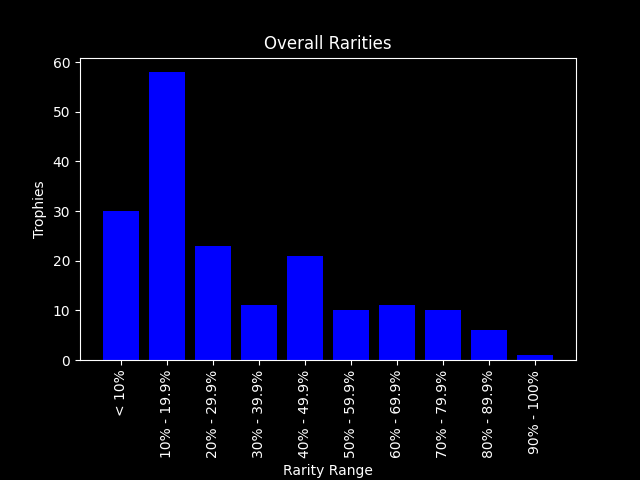 Overall Rarities
Trophies
60
50
40
30
20
10
0
< 10%
10% - 19.9%
20% - 29.9%
30% - 39.9%
40% - 49.9%
50% - 59.9%
60% - 69.9%
70% - 79.9%
80% - 89.9%
90% - 100%
Rarity Range